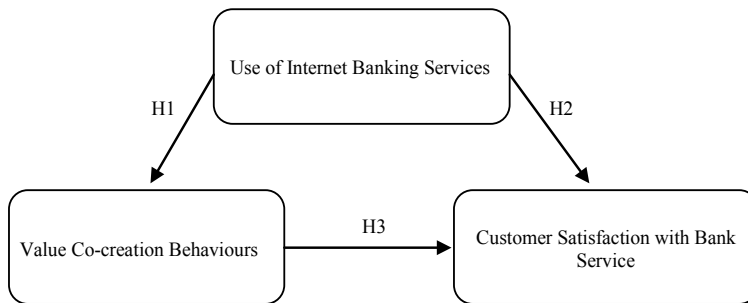 Use of Internet Banking Services
H1
H2
H3
Value Co-creation Behaviours
Customer Satisfaction with Bank
Service